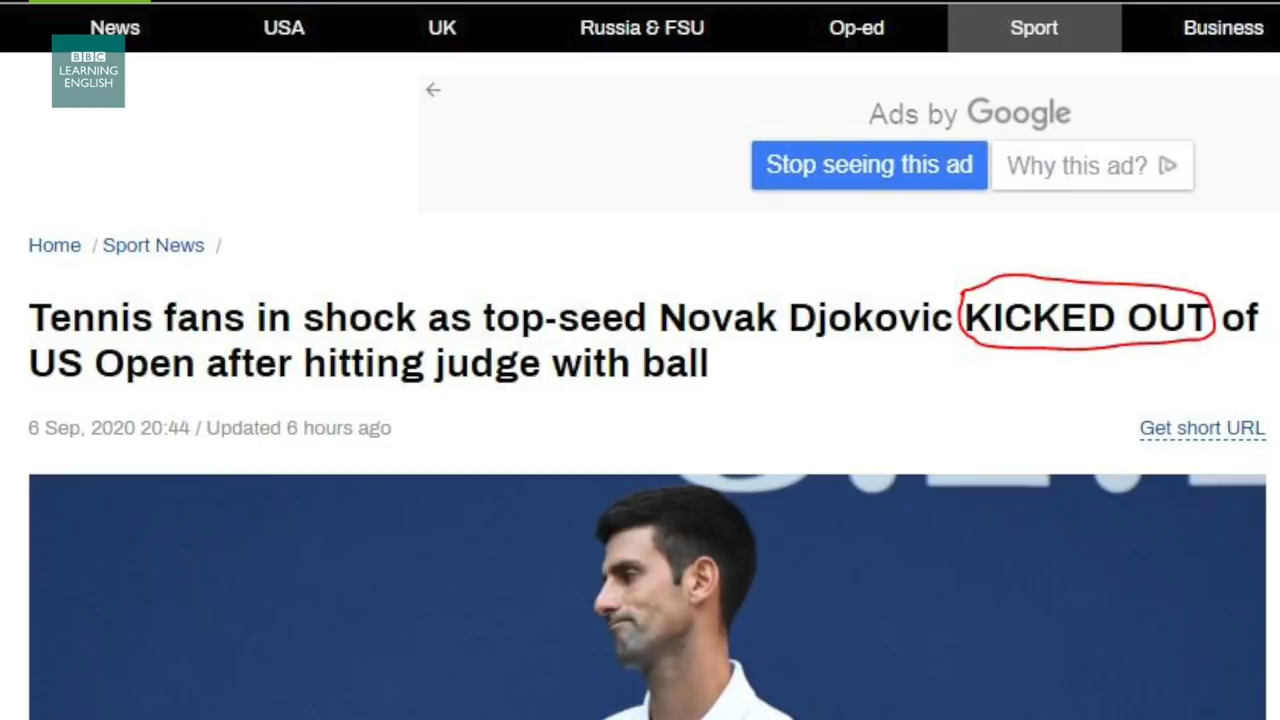 News USA UK Russia & FSU Op-ed Sport Business
BBC
LEARNING
ENGLISH
Ads by Google
Stop seeing this ad Why this ad?
Home / Sport News /
Tennis fans in shock as top-seed Novak Djokovic KICKED OUT of
US Open after hitting judge with ball
6 Sep, 2020 20:44 / Updated 6 hours ago
Get short URL